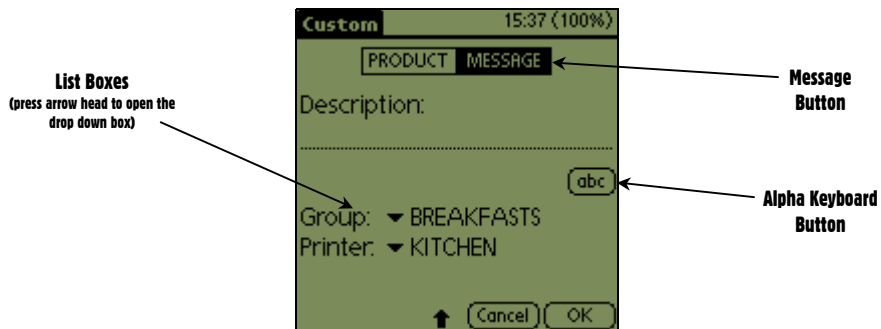 Custom 15:37 (100%)
PRODUCT MESSAGE
Message
Button
List Boxes
(press arrow head to open the
drop down box)
Description:
abc
Alpha Keyboard
Button
Group: BREAKFASTS
Printer: KITCHEN
Cancel OK